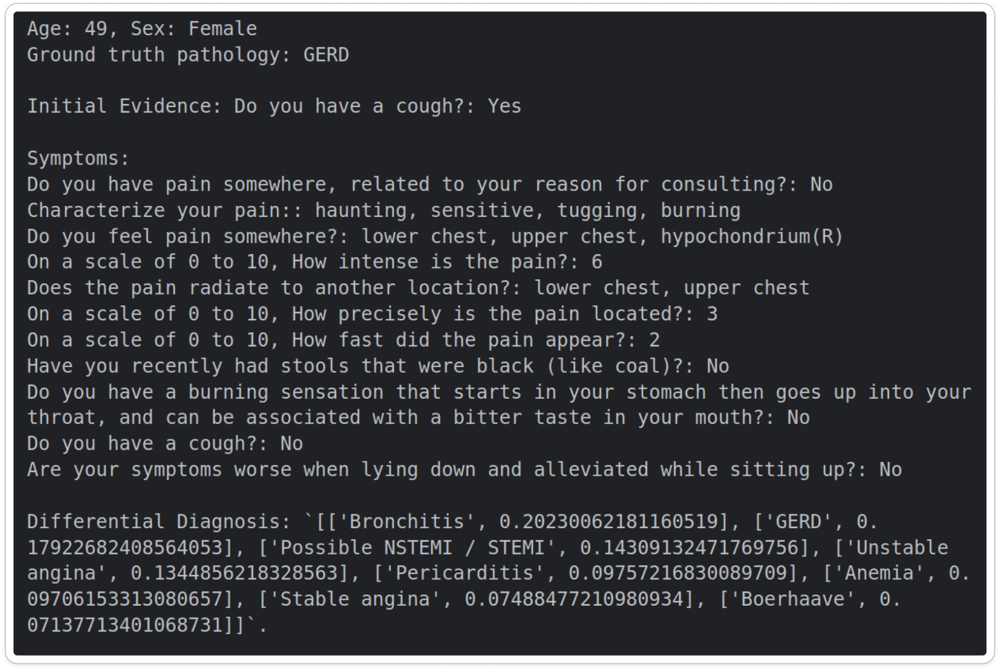 Age: 49, Sex: Female
Ground truth pathology: GERD
Initial Evidence: Do you have a cough?: Yes
Symptoms:
Do you have pain somewhere, related to your reason for consulting?: No
Characterize your pain:: haunting, sensitive, tugging, burning
Do you feel pain somewhere?: lower chest, upper chest, hypochondrium(R)
On a scale of 0 to 10, How intense is the pain?: 6
Does the pain radiate to another location?: lower chest, upper chest
On a scale of 0 to 10, How precisely is the pain located?: 3
On a scale of 0 to 10, How fast did the pain appear?: 2
Have you recently had stools that were black (like coal)?: No
Do you have a burning sensation that starts in your stomach then goes up into your
throat, and can be associated with a bitter taste in your mouth?: No
Do you have a cough?: No
Are your symptoms worse when lying down and alleviated while sitting up?: No
Differential Diagnosis: `[['Bronchitis', 0.20230062181160519], ['GERD', 0.
17922682408564053], ['Possible NSTEMI / STEMI', 0.14309132471769756], ['Unstable
angina', 0.1344856218328563], ['Pericarditis', 0.09757216830089709], ['Anemia', 0.
09706153313080657], ['Stable angina', 0.07488477210980934], ['Boerhaave', 0.
07137713401068731]]`.